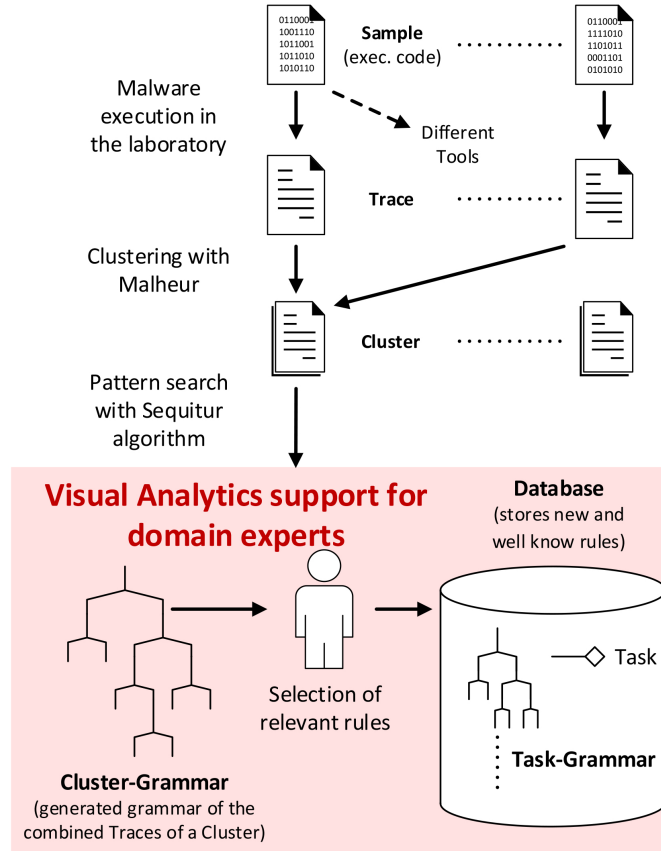 0110001
1001110
1011001
1011010
1010110
Sample
(exec. code)
0110001
1111010
1101011
0001101
0101010
Malware
execution in
the laboratory
Different
Tools
Trace
Clustering with
Malheur
Cluster
Pattern search
with Sequitur
algorithm
Visual Analytics support for
domain experts
Database
(stores new and
well know rules)
Task
Selection of
relevant rules
Task-Grammar
Cluster-Grammar
(generated grammar of the
combined Traces of a Cluster)